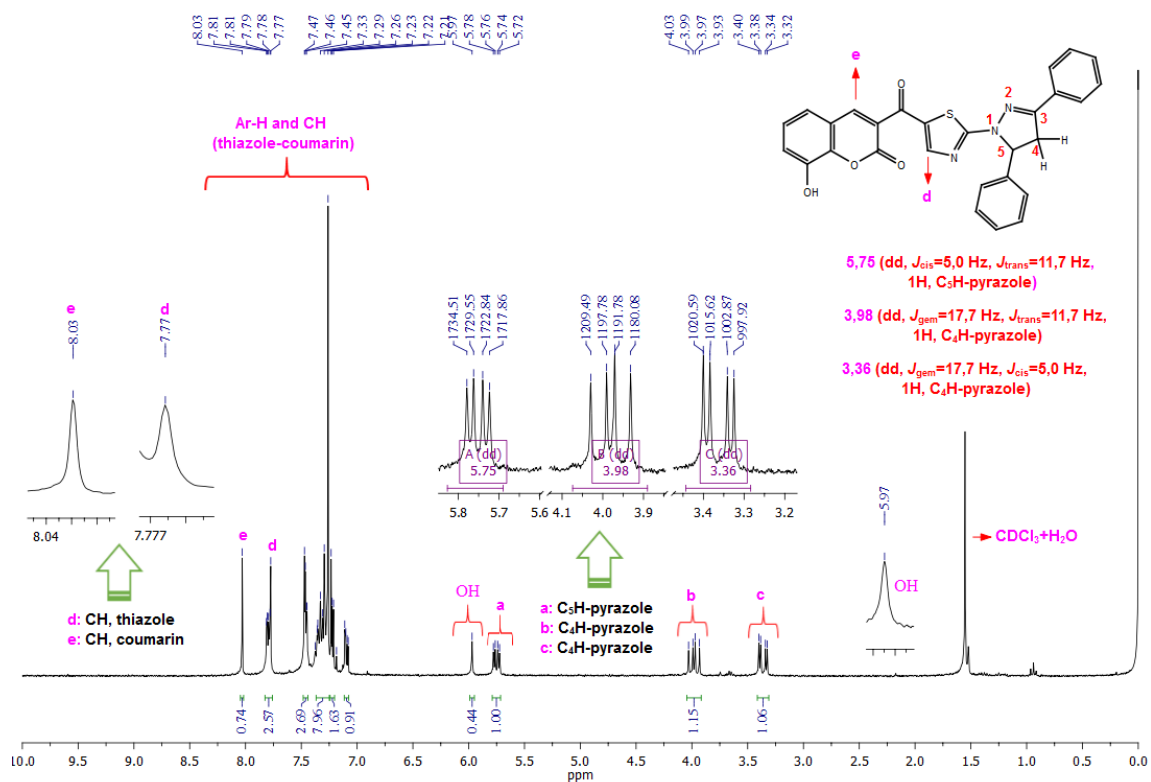 8.03
7.81
7.81
7.79
7.78
7.77
7.47
7.46
7.45
7.33
7.29
7.26
7.23
7.22
7.21
5.97
5.78
5.76
5.74
5.72
4.03
3.99
3.97
3.93
3.40
3.38
3.34
3.32
Ar-H and CH
(thiazole-coumarin)
e
O
S
2
N
1
N
3
5
4
H
H
N
O
O
OH
d
5,75 (dd, Jcis=5,0 Hz, Jtrans=11,7 Hz,
1H, C5H-pyrazole)
3,98 (dd, Jgem=17,7 Hz, Jtrans=11,7 Hz,
1H, C4H-pyrazole)
3,36 (dd, Jgem=17,7 Hz, Jcis=5,0 Hz,
1H, C4H-pyrazole)
e
8.03
8.04
d
7.77
7.777
1734.51
1729.55
1722.84
1717.86
1209.49
1197.78
1191.78
1180.08
1020.59
1015.62
1002.87
997.92
A (dd)
5.75
B (dd)
3.98
C (dd)
3.36
5.8 5.7 5.6 4.1 4.0 3.9 3.4 3.3 3.2
5.97
OH
CDCl3+H2O
d: CH, thiazole
e: CH, coumarin
e
d
OH
a
a: C5H-pyrazole
b: C4H-pyrazole
c: C4H-pyrazole
b
c
0.74
2.57
2.69
7.96
1.63
0.91
0.44
1.00
1.15
1.06
10.0 9.5 9.0 8.5 8.0 7.5 7.0 6.5 6.0 5.5 5.0 4.5 4.0 3.5 3.0 2.5 2.0 1.5 1.0 0.5 0.0
ppm